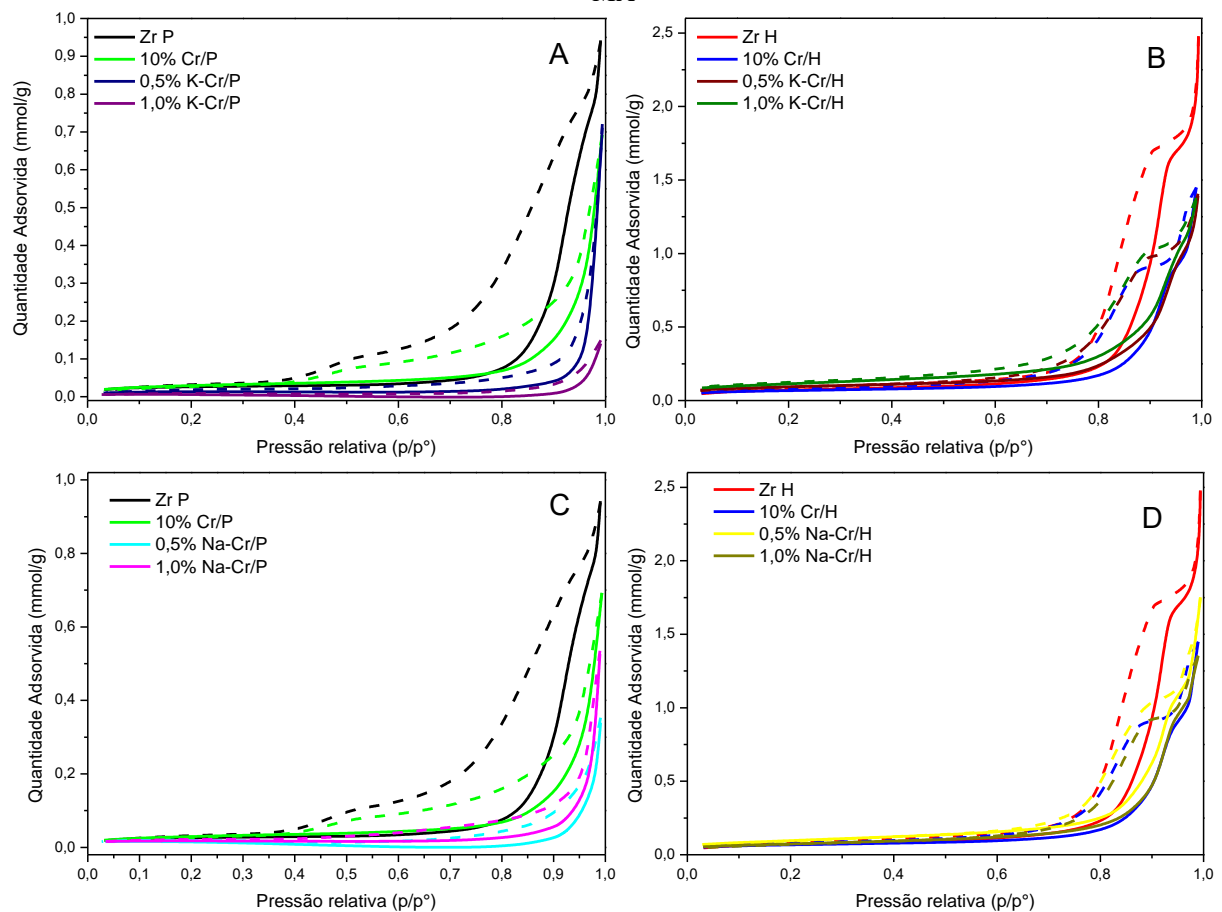 A
Zr P
10% Cr/P
0,5% K-Cr/P
1,0% K-Cr/P
1,0
0,9
0,8
0,7
0,6
0,5
0,4
0,3
0,2
0,1
0,0
Quantidade Adsorvida (mmol/g)
0,0 0,2 0,4 0,6 0,8 1,0
Pressão relativa (p/p°)
B
Zr H
10% Cr/H
0,5% K-Cr/H
1,0% K-Cr/H
2,5
2,0
1,5
1,0
0,5
0,0
Quantidade Adsorvida (mmol/g)
0,0 0,2 0,4 0,6 0,8 1,0
Pressão relativa (p/p°)
C
Zr P
10% Cr/P
0,5% Na-Cr/P
1,0% Na-Cr/P
1,0
0,8
0,6
0,4
0,2
0,0
Quantidade Adsorvida (mmol/g)
0,0 0,1 0,2 0,3 0,4 0,5 0,6 0,7 0,8 0,9 1,0
Pressão relativa (p/p°)
D
Zr H
10% Cr/H
0,5% Na-Cr/H
1,0% Na-Cr/H
2,5
2,0
1,5
1,0
0,5
0,0
Quantidade Adsorvida (mmol/g)
0,0 0,2 0,4 0,6 0,8 1,0
Pressão relativa (p/p°)